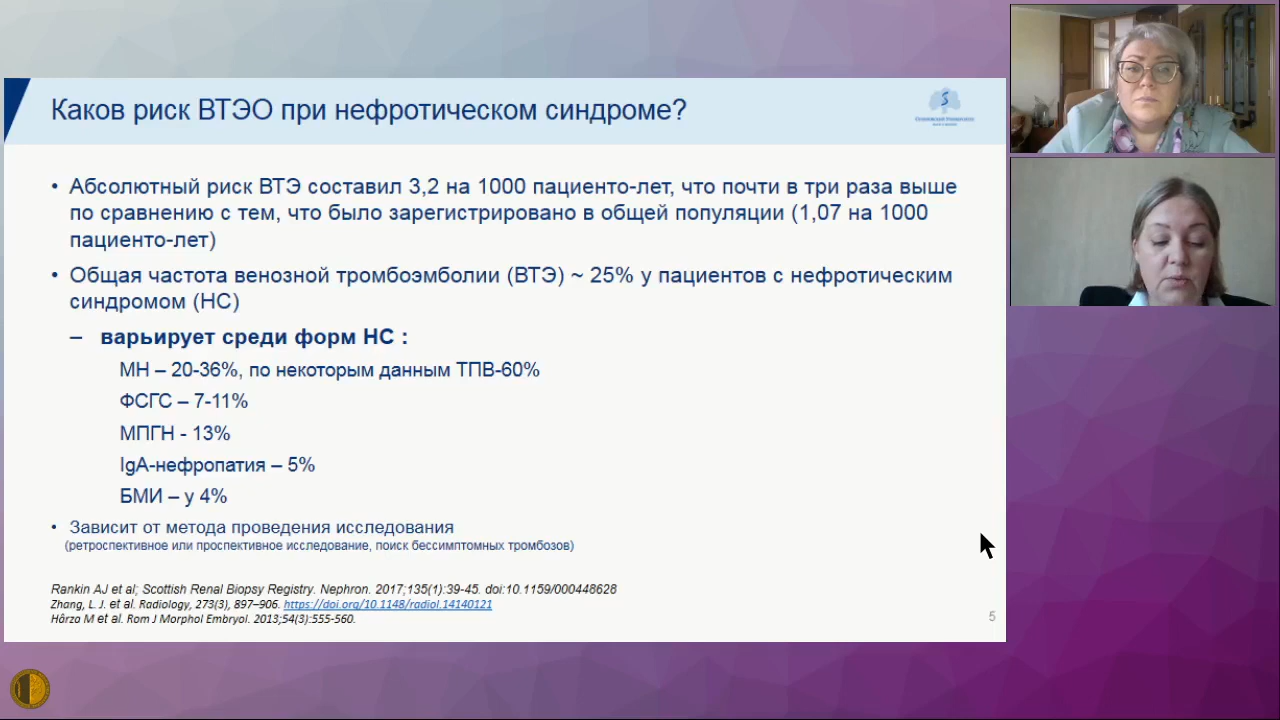 Каков риск ВТЭО при нефротическом синдроме?
• Абсолютный риск ВТЭ составил 3,2 на 1000 пациенто-лет, что почти в три раза выше
по сравнению с тем, что было зарегистрировано в общей популяции (1,07 на 1000
пациенто-лет)
• Общая частота венозной тромбоэмболии (ВТЭ) ~ 25% у пациентов с нефротическим
синдромом (НС)
– варьирует среди форм НС :
МН – 20-36%, по некоторым данным ТПВ-60%
ФСГС – 7-11%
МПГН - 13%
IgA-нефропатия – 5%
БМИ – у 4%
• Зависит от метода проведения исследования
(ретроспективное или проспективное исследование, поиск бессимптомных тромбозов)
Rankin AJ et al; Scottish Renal Biopsy Registry. Nephron. 2017;135(1):39-45. doi:10.1159/000448628
Zhang, L. J. et al. Radiology, 273(3), 897–906. https://doi.org/10.1148/radiol.14140121
Hârza M et al. Rom J Morphol Embryol. 2013;54(3):555-560.
5